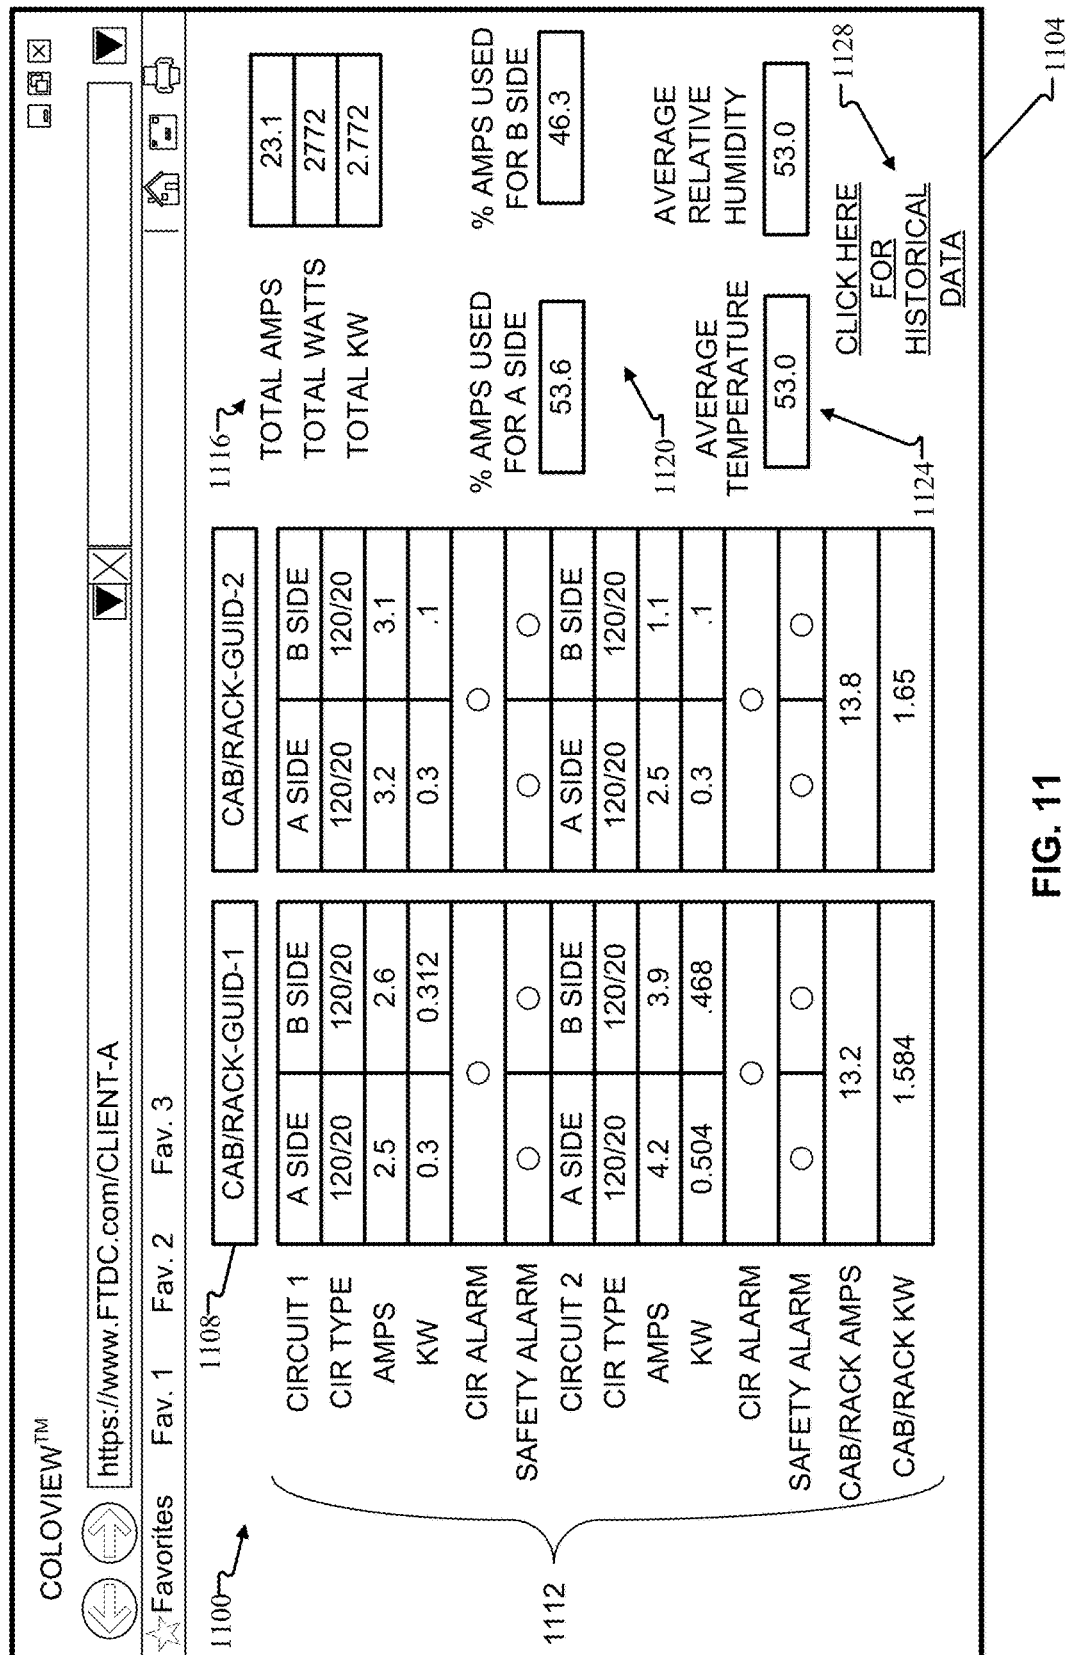 COLOVIEW™
https://www.FTDC.com/CLIENT-A
Favorites Fav. 1 Fav. 2 Fav. 3
1100
1108
CAB/RACK-GUID-1 CAB/RACK-GUID-2
1112
CIRCUIT 1 A SIDE B SIDE A SIDE B SIDE
CIR TYPE 120/20 120/20 120/20 120/20
AMPS 2.5 2.6 3.2 3.1
KW 0.3 0.312 0.3 .1
CIR ALARM
SAFETY ALARM
CIRCUIT 2 A SIDE B SIDE A SIDE B SIDE
CIR TYPE 120/20 120/20 120/20 120/20
AMPS 4.2 3.9 2.5 1.1
KW 0.504 .468 0.3 .1
CIR ALARM
SAFETY ALARM
CAB/RACK AMPS 13.2 13.8
CAB/RACK KW 1.584 1.65
1116
TOTAL AMPS 23.1
TOTAL WATTS 2772
TOTAL KW 2.772
% AMPS USED
FOR A SIDE
53.6
% AMPS USED
FOR B SIDE
46.3
1120
AVERAGE
TEMPERATURE
53.0
AVERAGE
RELATIVE
HUMIDITY
53.0
1124
CLICK HERE
FOR
HISTORICAL
DATA
1128
1104
FIG. 11